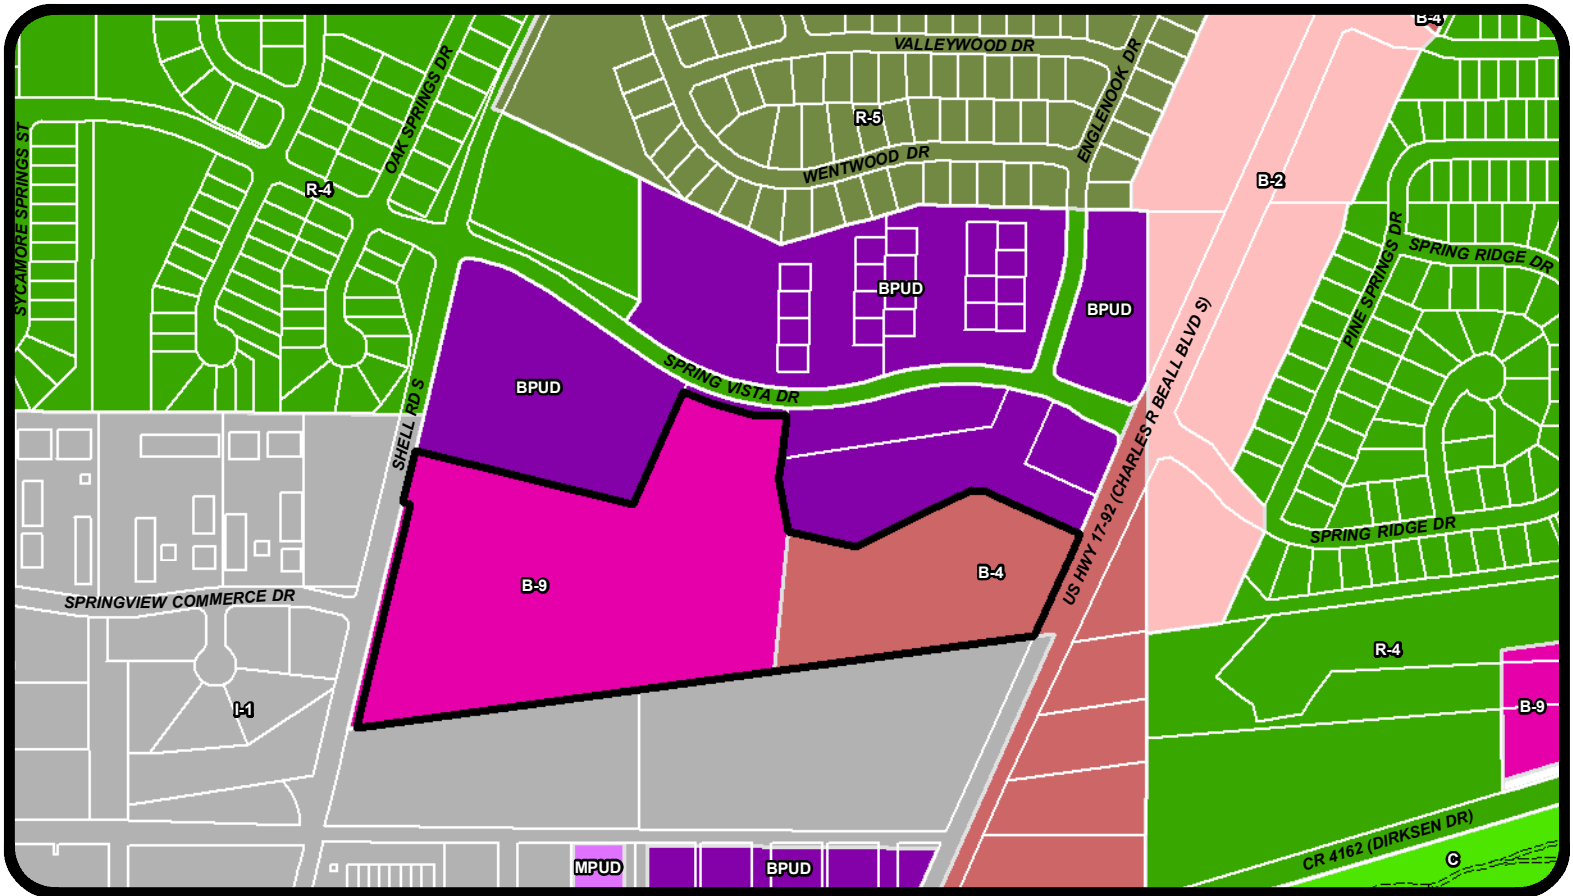 B-4
VALLEYWOOD DR
OAK SPRINGS DR
ENGLENOOK DR
R-5
SYCAMORE SPRINGS ST
WENTWOOD DR
R-4
B-2
PINE SPRINGS DR
SPRING RIDGE DR
BPUD
BPUD
SPRING VISTA DR
BPUD
SHELL RD S
US HWY 17-92 (CHARLES R BEALL BLVD S)
SPRING RIDGE DR
B-4
B-9
SPRINGVIEW COMMERCE DR
R-4
I-1
B-9
CR 4162 (DIRKSEN DR)
C
MPUD
BPUD